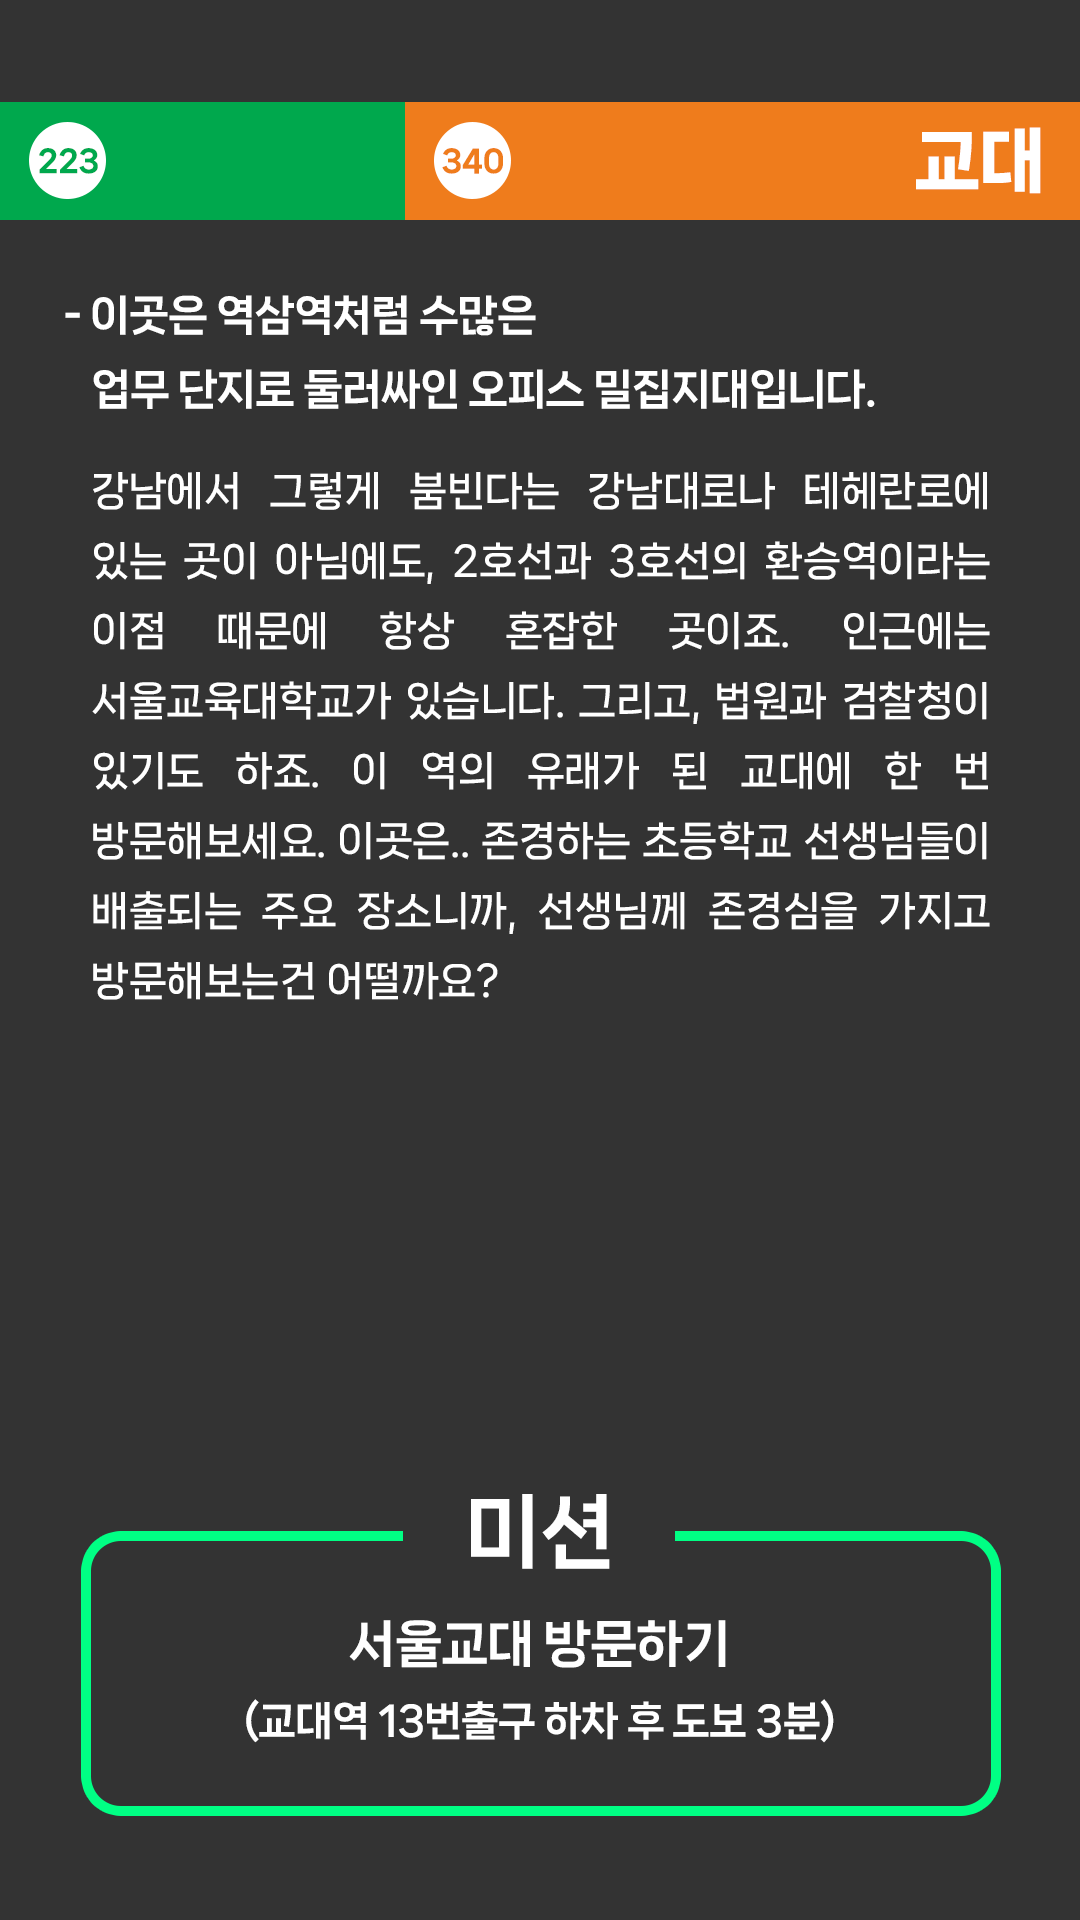 223
340
교대
- 이곳은 역삼역처럼 수많은
업무 단지로 둘러싸인 오피스 밀집지대입니다.
강남에서 그렇게 붐빈다는 강남대로나 테헤란로에
있는 곳이 아님에도, 2호선과 3호선의 환승역이라는
이점 때문에 항상 혼잡한 곳이죠. 인근에는
서울교육대학교가 있습니다. 그리고, 법원과 검찰청이
있기도 하죠. 이 역의 유래가 된 교대에 한 번
방문해보세요. 이곳은.. 존경하는 초등학교 선생님들이
배출되는 주요 장소니까, 선생님께 존경심을 가지고
방문해보는건 어떨까요?
미션
서울교대 방문하기
(교대역 13번출구 하차 후 도보 3분)